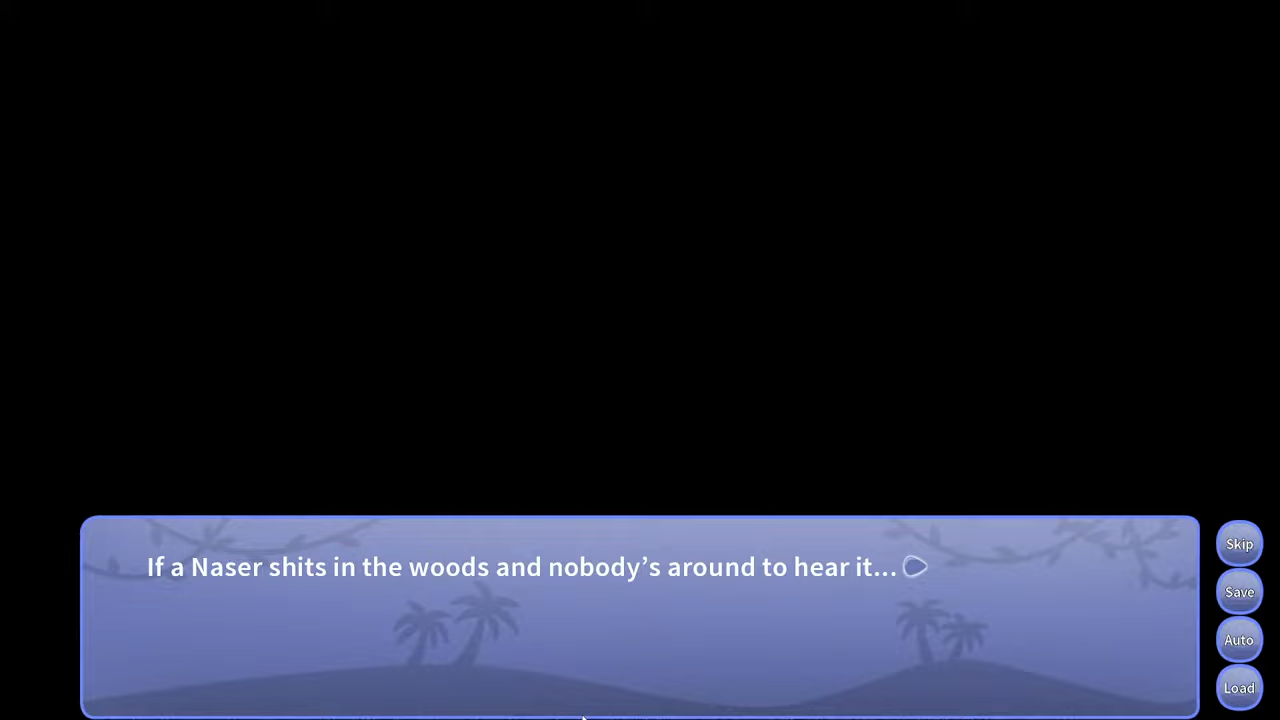 If a Naser shits in the woods and nobody’s around to hear it...
Skip
Save
Auto
Load